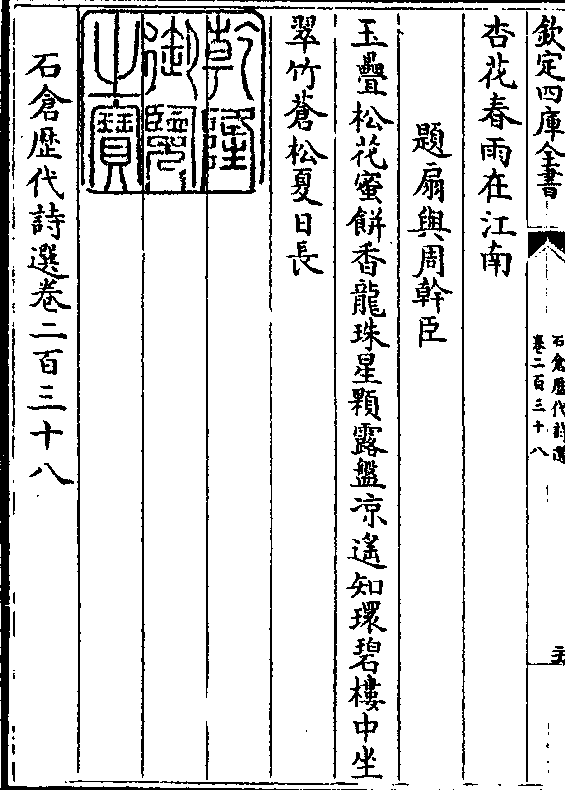 欽定四庫全書
石倉歷代詩選
卷二百三十八
杏花春雨在江南
題扇與周幹臣
玉疊松花蜜餅香龍珠星顆露盤凉遙知環碧樓中坐
翠竹蒼松夏日長
乾隆
御覽
之寶
石倉歷代詩選卷二百三十八